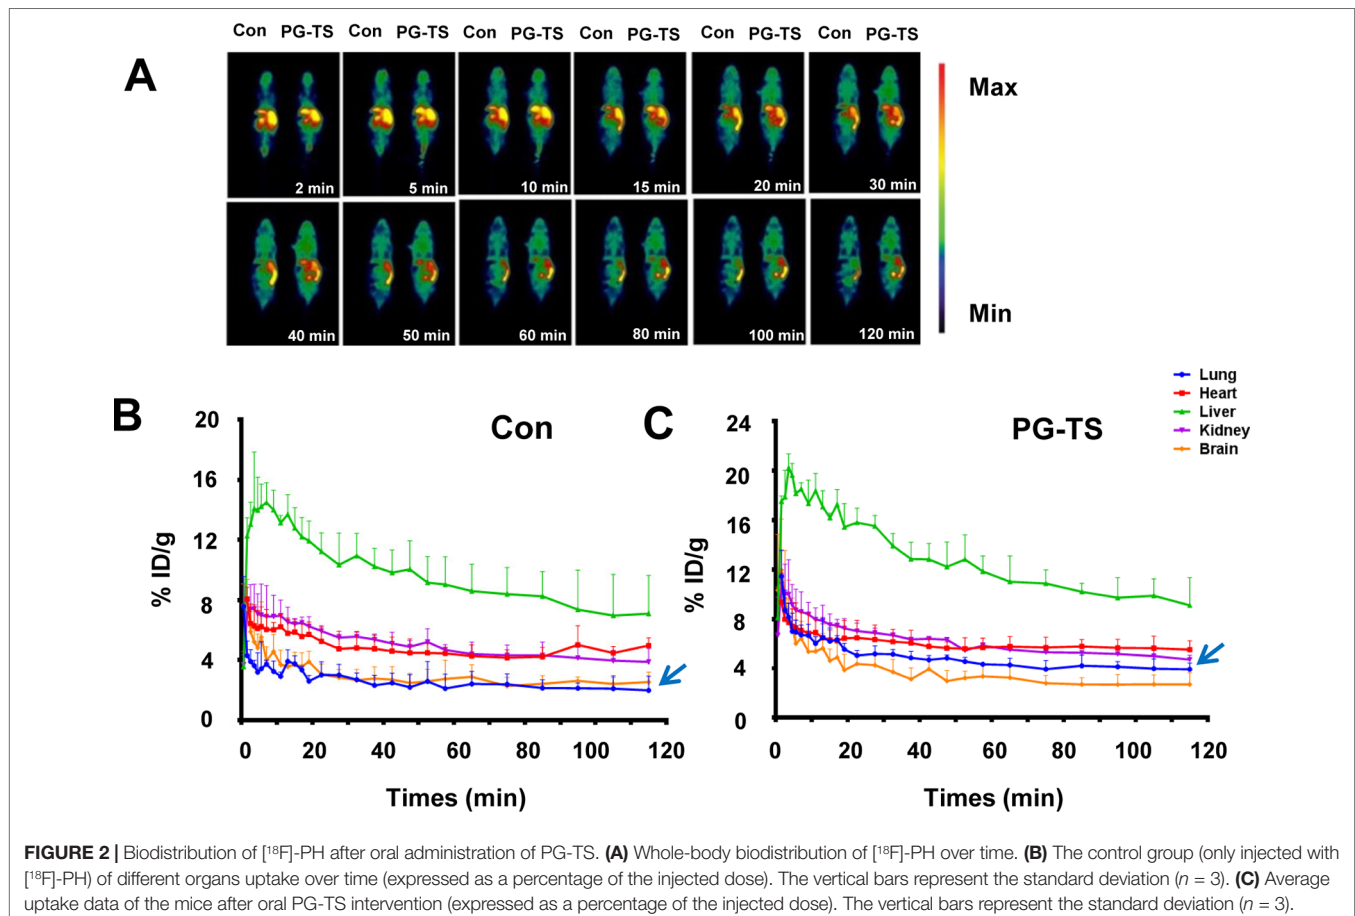 Con PG-TS Con PG-TS Con PG-TS Con PG-TS Con PG-TS Con PG-TS
A
2 min 5 min 10 min 15 min 20 min 30 min
40 min 50 min 60 min 80 min 100 min 120 min
Max
Min
Lung
Heart
Liver
Kidney
Brain
B
Con
% ID/g
20
16
12
8
4
0
0 20 40 60 80 100 120
Times (min)
C
PG-TS
% ID/g
24
20
16
12
8
4
0
0 20 40 60 80 100 120
Times (min)
FIGURE 2 | Biodistribution of [18F]-PH after oral administration of PG-TS. (A) Whole-body biodistribution of [18F]-PH over time. (B) The control group (only injected with
[18F]-PH) of different organs uptake over time (expressed as a percentage of the injected dose). The vertical bars represent the standard deviation (n = 3). (C) Average
uptake data of the mice after oral PG-TS intervention (expressed as a percentage of the injected dose). The vertical bars represent the standard deviation (n = 3).